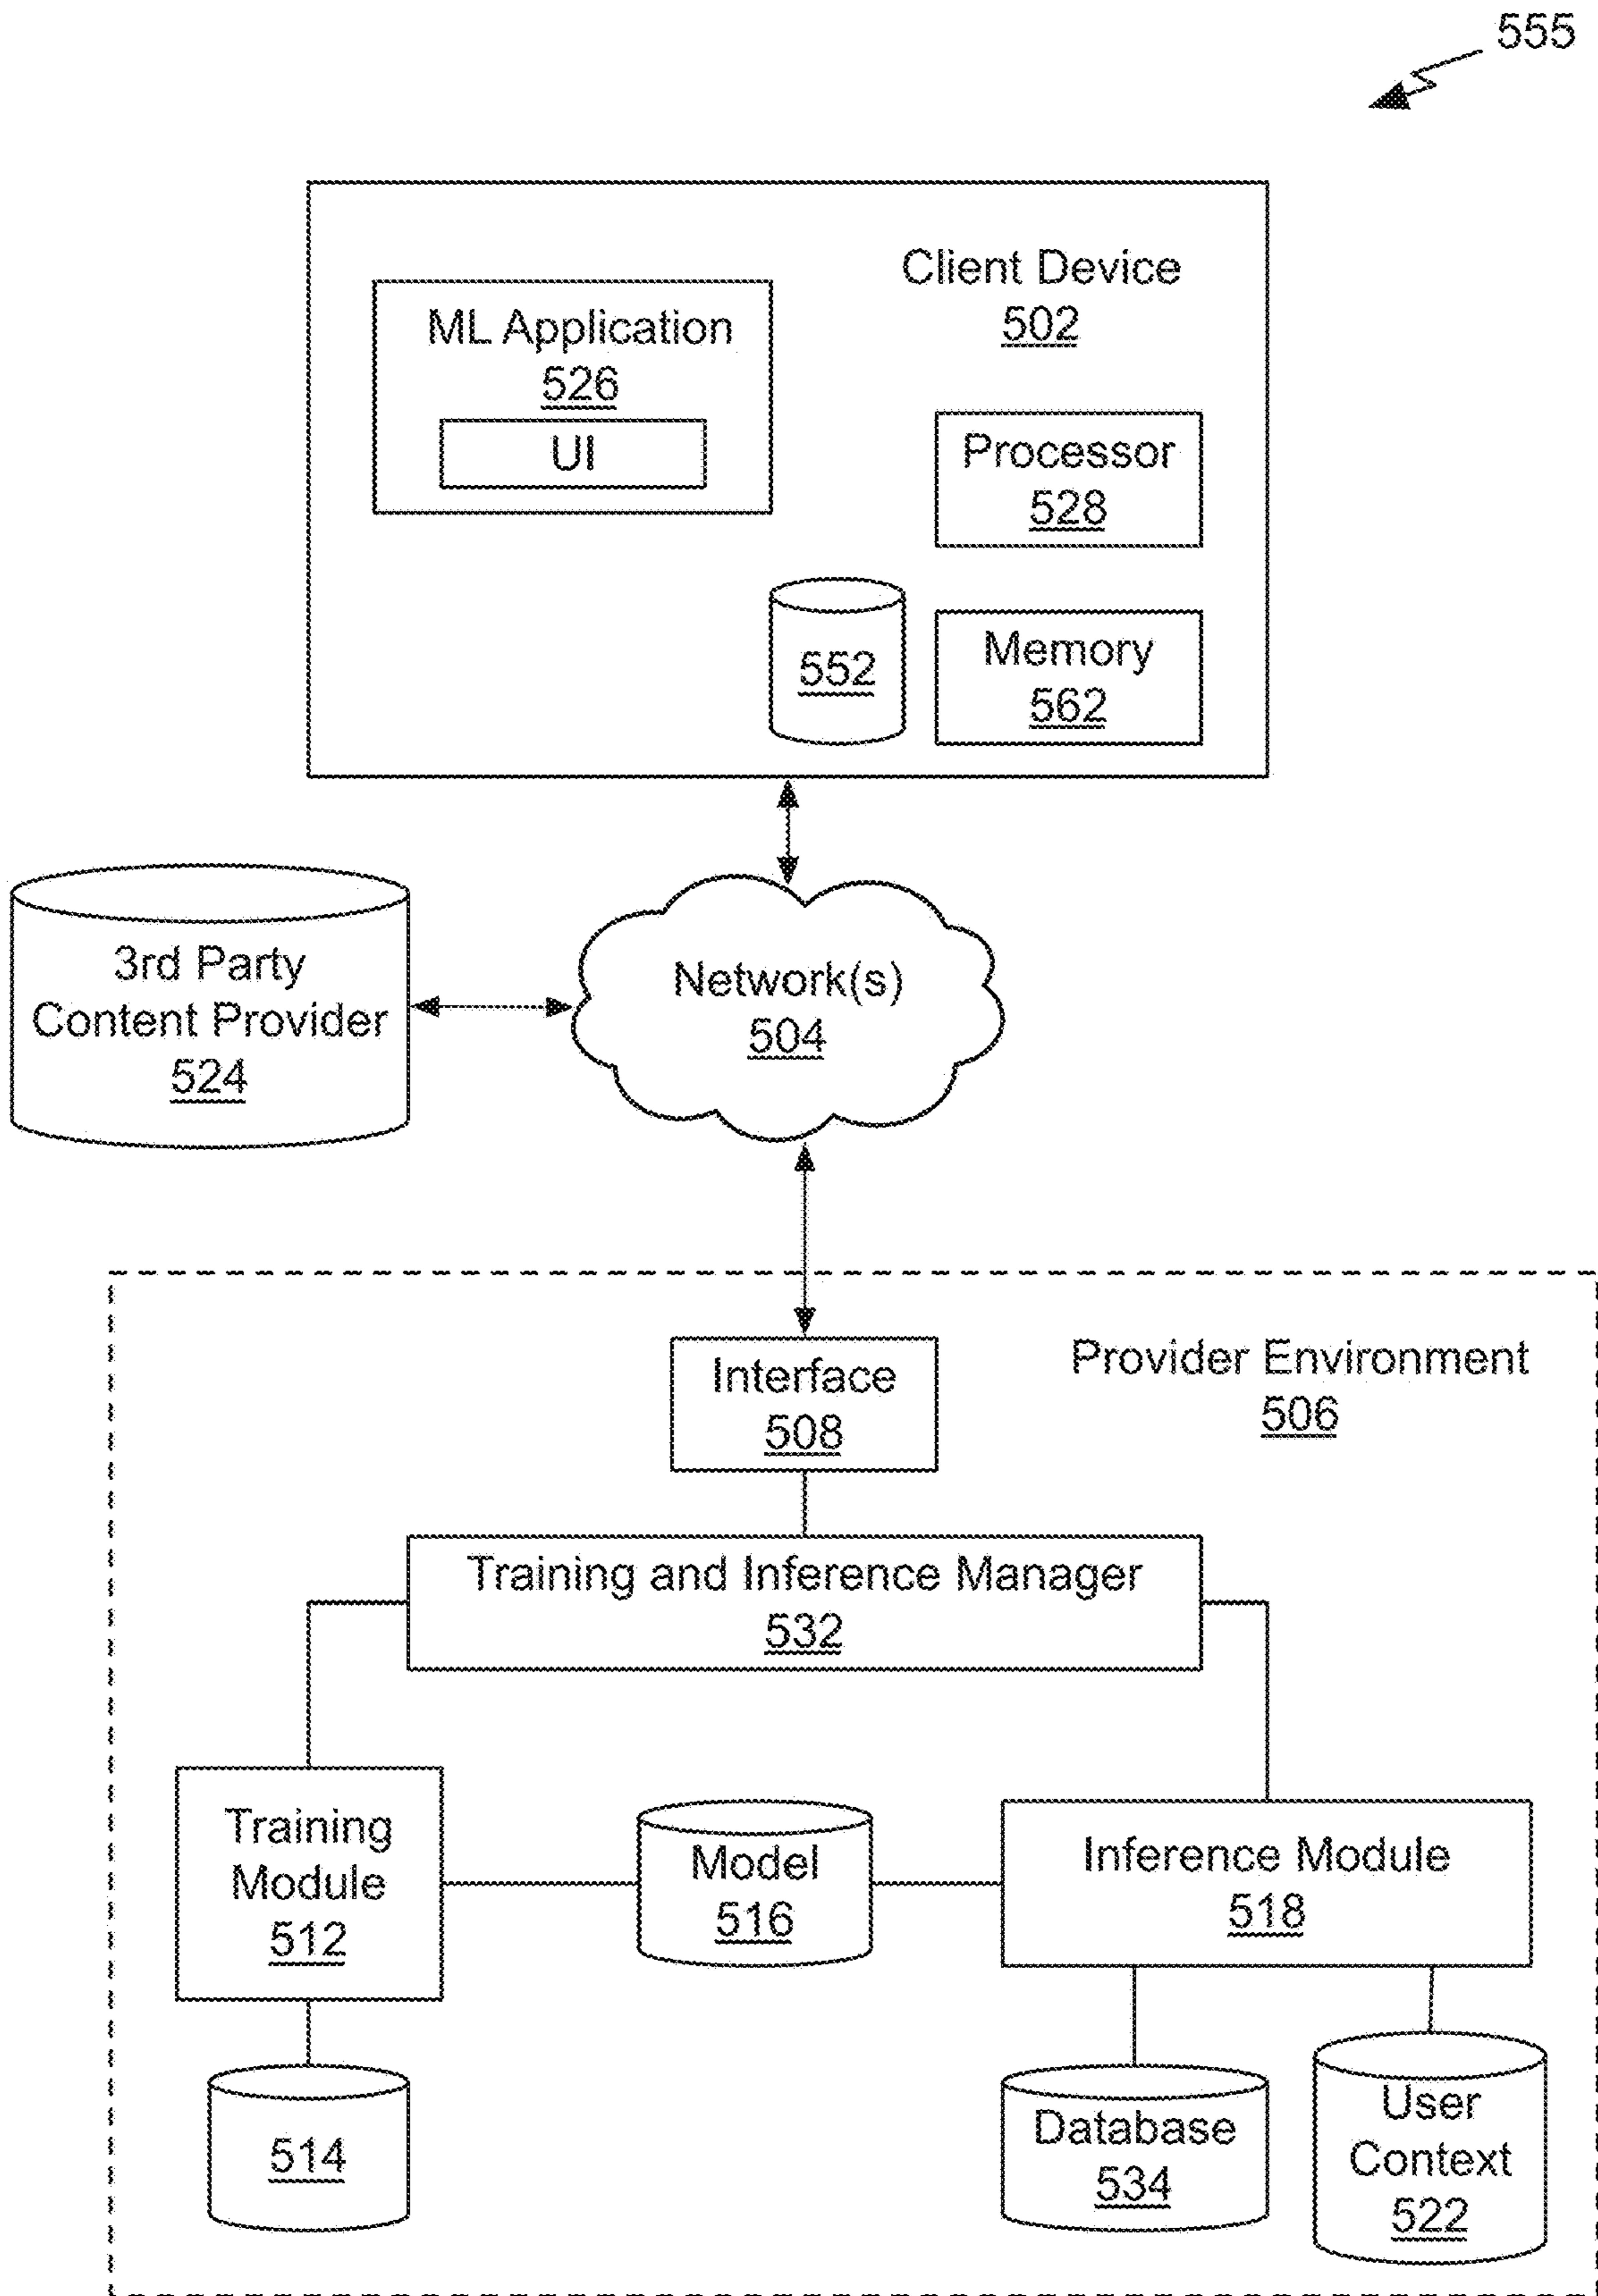 555
Client Device
502
ML Application
526
UI
Processor
528
552
Memory
562
3rd Party
Content Provider
524
Network(s)
504
Interface
508
Provider Environment
506
Training and Inference Manager
532
Training
Module
512
Model
516
Inference Module
518
514
Database
534
User
Context
522